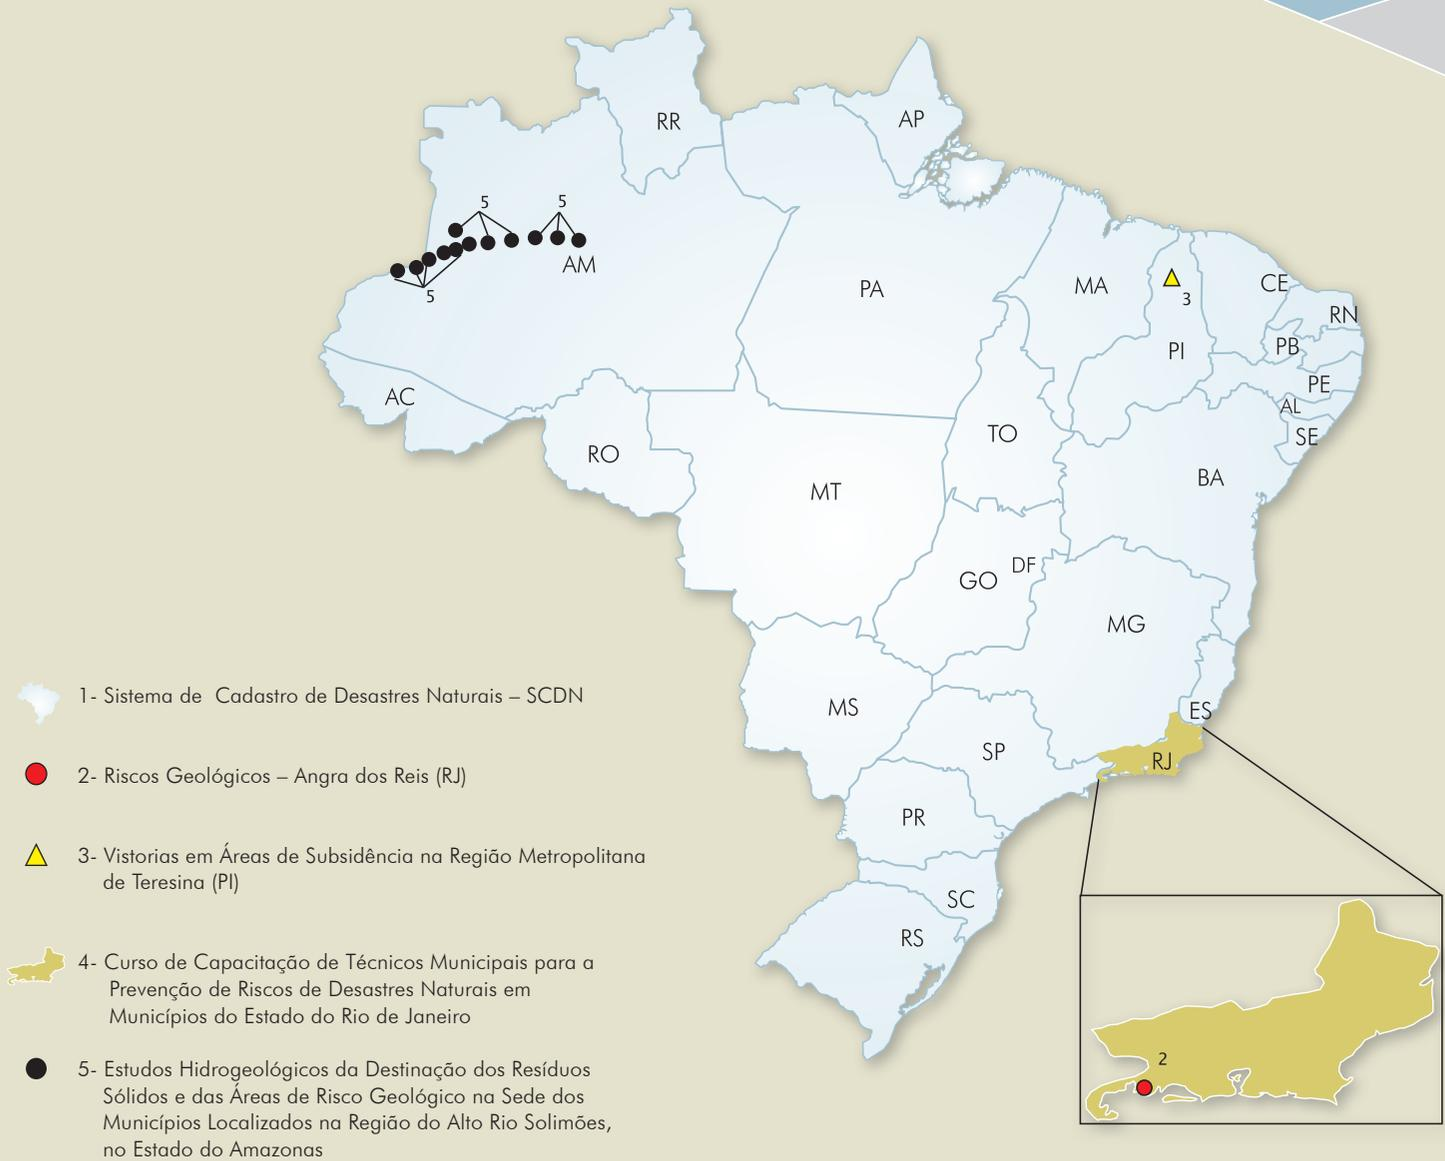 RR
AP
5
5
AM
PA
MA
3
CE
RN
PI
PB
PE
AL
SE
AC
RO
TO
MT
BA
GO
DF
MG
MS
ES
SP
RJ
PR
SC
RS
2
1- Sistema de  Cadastro de Desastres Naturais – SCDN
2- Riscos Geológicos – Angra dos Reis (RJ)
3- Vistorias em Áreas de Subsidência na Região Metropolitana
de Teresina (PI)
4- Curso de Capacitação de Técnicos Municipais para a
Prevenção de Riscos de Desastres Naturais em
Municípios do Estado do Rio de Janeiro
5- Estudos Hidrogeológicos da Destinação dos Resíduos
Sólidos e das Áreas de Risco Geológico na Sede dos
Municípios Localizados na Região do Alto Rio Solimões,
no Estado do Amazonas
5